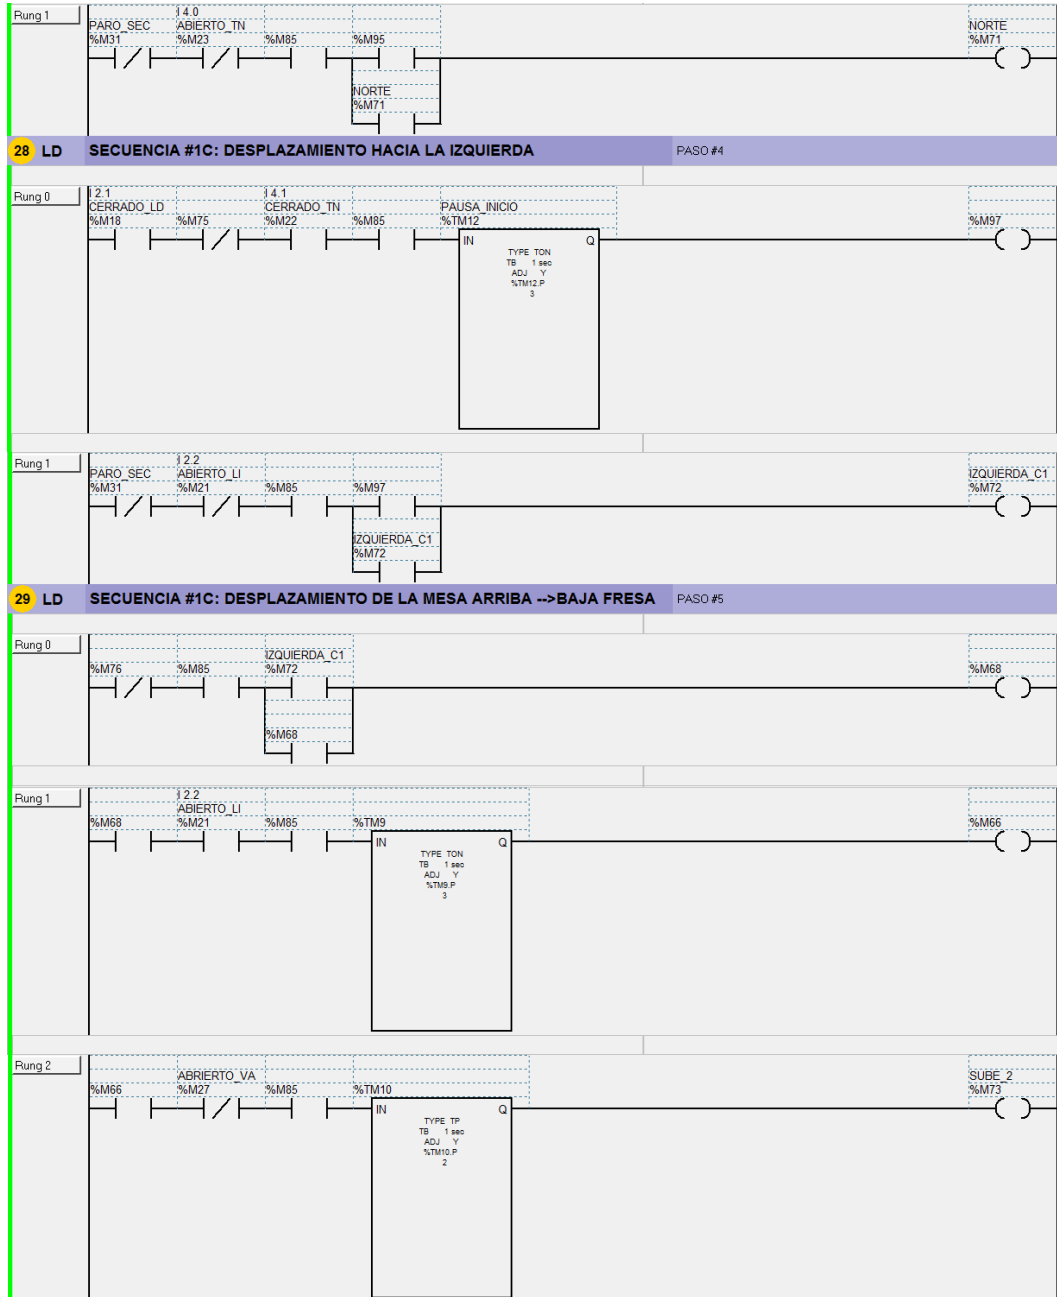 Rung 1
I 4.0
PARO_SEC ABIERTO_TN NORTE
%M31 %M23 %M85 %M95 %M71
NORTE
%M71
28 LD SECUENCIA #1C: DESPLAZAMIENTO HACIA LA IZQUIERDA PASO #4
Rung 0
I 2.1 I 4.1
CERRADO_LD CERRADO_TN PAUSA_INICIO
%M18 %M75 %M22 %M85 %TM12 %M97
IN Q
TYPE TON
TB 1 sec
ADJ Y
%TM12.P
3
Rung 1
I 2.2
PARO_SEC ABIERTO_LI IZQUIERDA_C1
%M31 %M21 %M85 %M97 %M72
IZQUIERDA_C1
%M72
29 LD SECUENCIA #1C: DESPLAZAMIENTO DE LA MESA ARRIBA -->BAJA FRESA PASO #5
Rung 0
IZQUIERDA_C1
%M76 %M85 %M72 %M68
%M68
Rung 1
I 2.2
ABIERTO_LI
%M68 %M21 %M85 %TM9 %M66
IN Q
TYPE TON
TB 1 sec
ADJ Y
%TM9.P
3
Rung 2
ABRIERTO_VA SUBE_2
%M66 %M27 %M85 %TM10 %M73
IN Q
TYPE TP
TB 1 sec
ADJ Y
%TM10.P
2